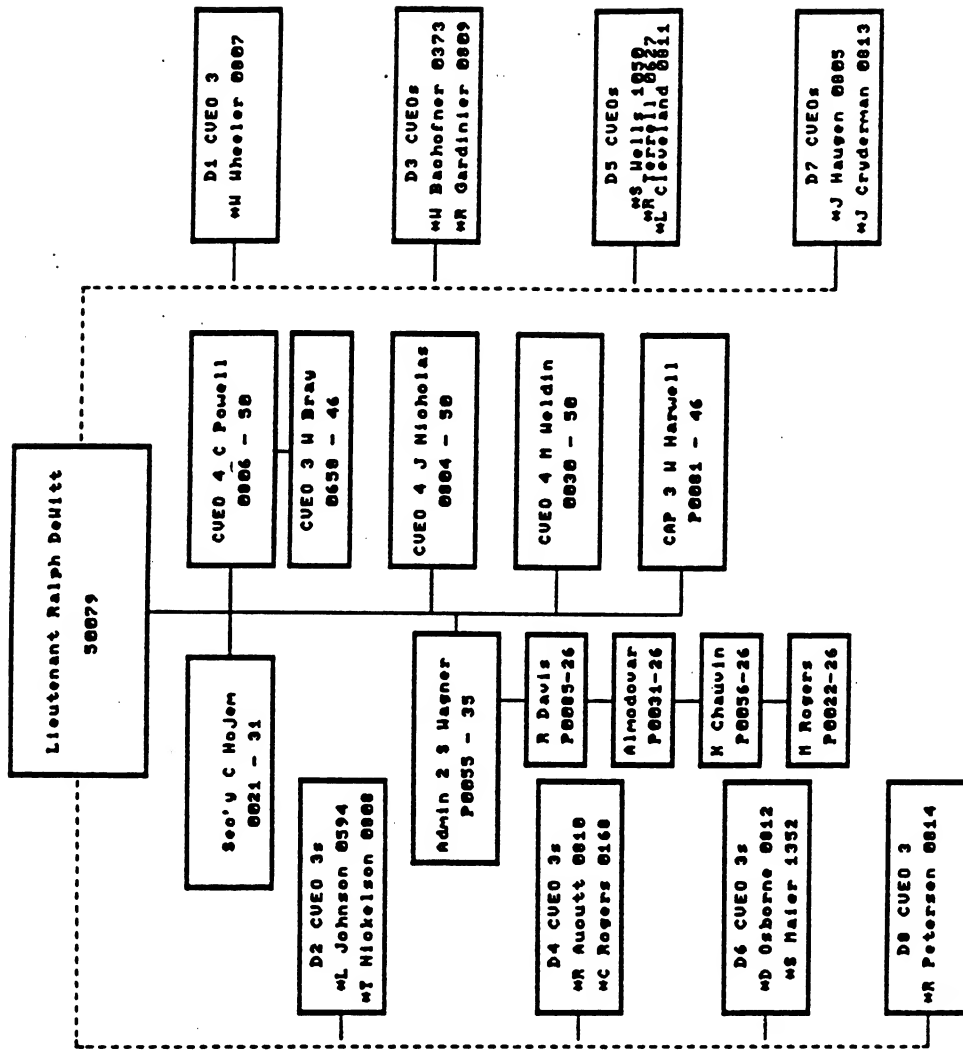 Lieutenant Ralph DeWitt
50079
Sec'y C Hojem
0021 - 31
CUEO 4 C Powell
0006 - 50
CUEO 3 W Bray
0650 - 46
CUEO 4 J Nicholas
0004 - 50
CUEO 4 M Weldin
0030 - 50
CAP 3 W Harwell
P0081 - 46
Admin 2 S Wagner
P0055 - 35
R Davis
P0085-26
Almodovar
P0031-26
K Chauvin
P0056-26
M Rogers
P0022-26
D1 CUEO 3
*W Wheeler 0807
D2 CUEO 3s
*L Johnson 0594
*T Nickelson 0808
D3 CUEOs
*W Bachofner 0373
*R Gardinier 0809
D4 CUEO 3s
*R Aucutt 0810
*C Rogers 0168
D5 CUEOs
*S Wells 1050
*R Terrell 0627
*L Cleveland 0811
D6 CUEO 3s
*D Osborne 0812
*S Maier 1352
D7 CUEOs
*J Haugen 0805
*J Cryderman 0813
D8 CUEO 3
*R Petersen 0814